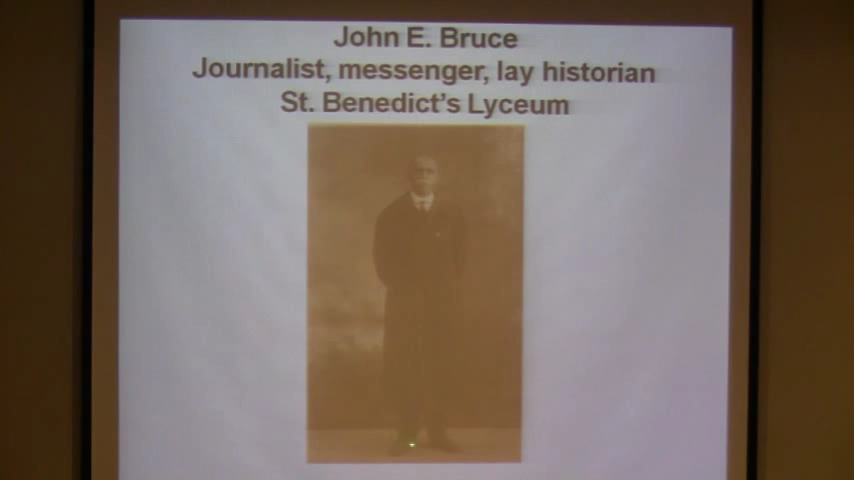 John E. Bruce
Journalist, messenger, lay historian
St. Benedict's Lyceum